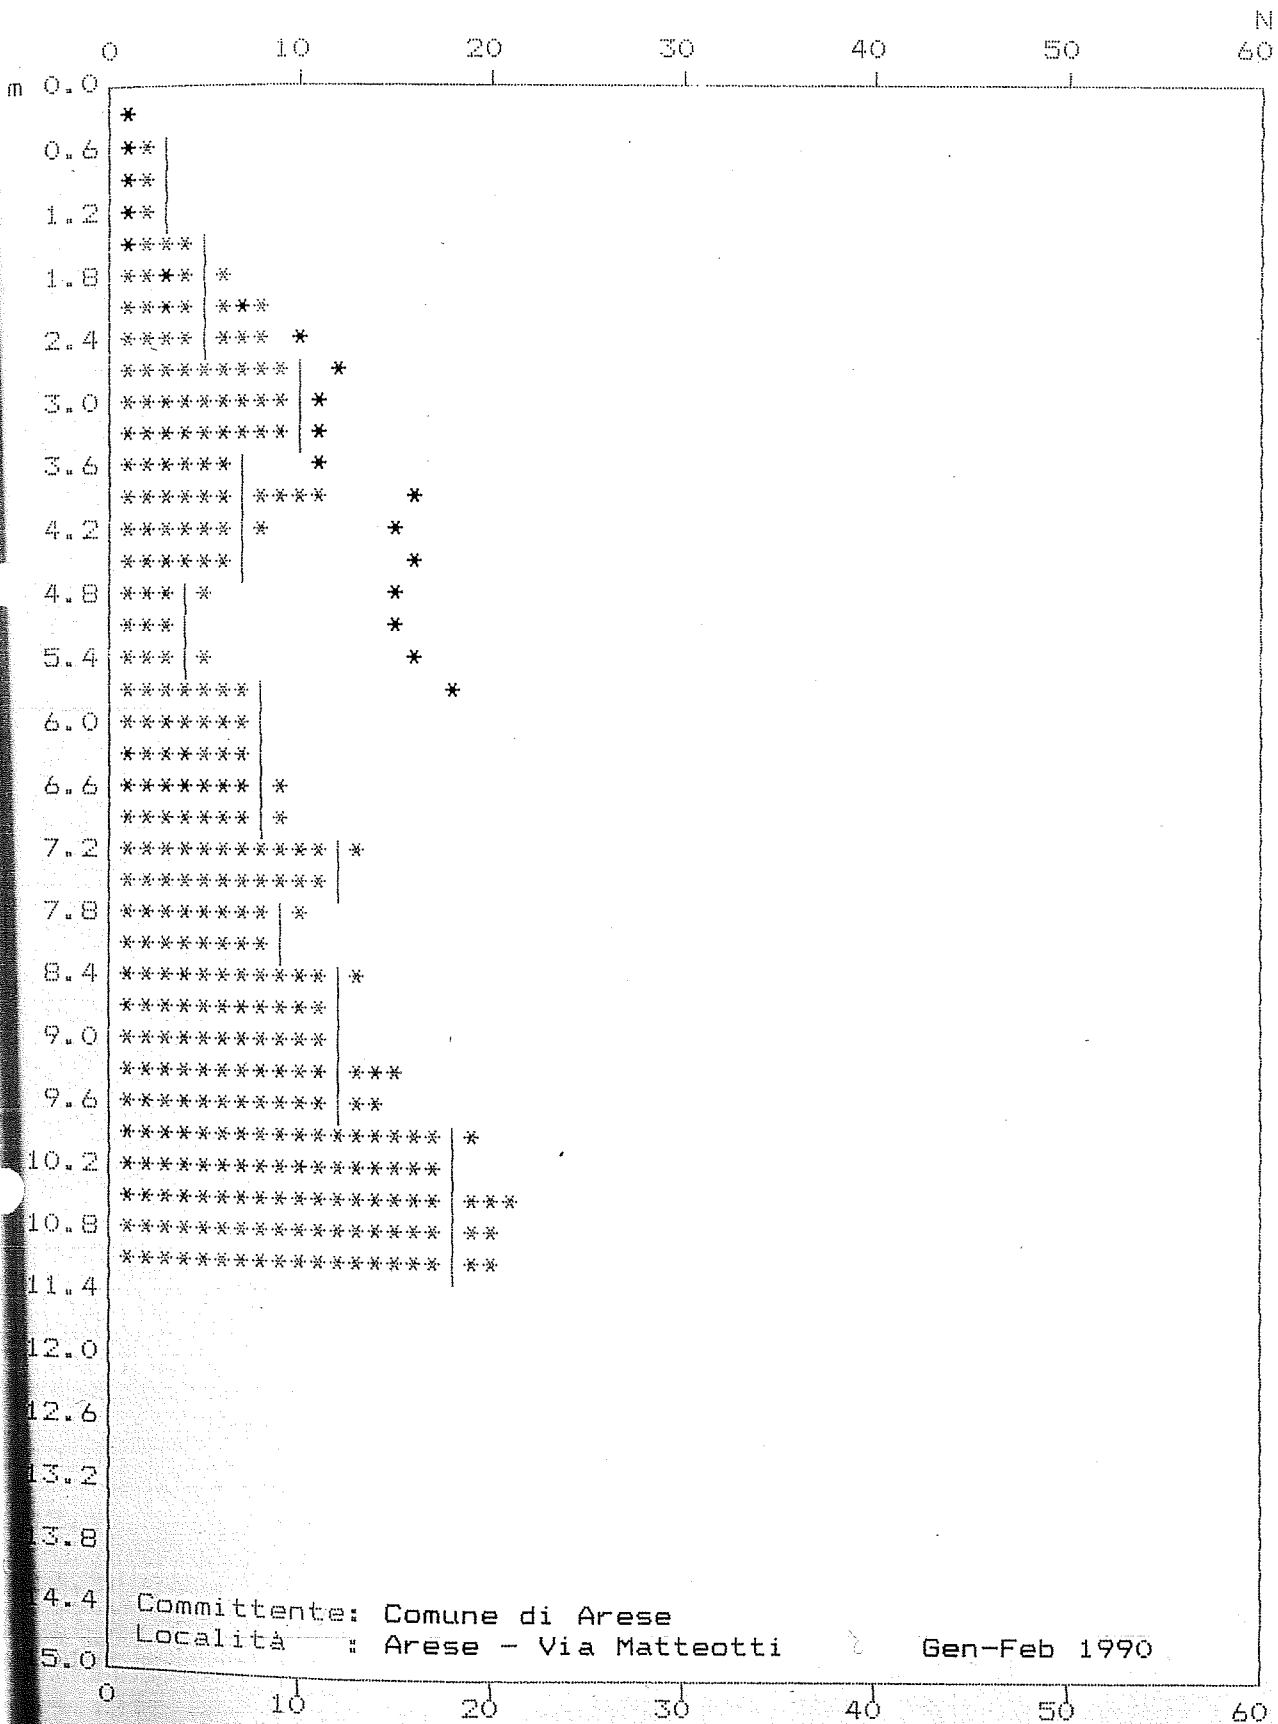 N
0 10 20 30 40 50 60
m 0.0
*
0.6 ** |
** |
1.2 ** |
**** |
1.8 **** | *
**** | ***
2.4 **** | *** *
********* | *
3.0 ********* | *
********* | *
3.6 ****** | *
****** | **** *
4.2 ****** | * *
****** | *
4.8 *** | * *
*** | *
5.4 *** | * *
******* | *
6.0 ******* |
******* |
6.6 ******* | *
******* | *
7.2 *********** | *
*********** |
7.8 ******** | *
******** |
8.4 *********** | *
*********** |
9.0 *********** |
*********** | ***
9.6 *********** | **
***************** | *
10.2 ***************** |
***************** | ***
10.8 ***************** | **
***************** | **
11.4
12.0
12.6
13.2
13.8
14.4
Committente: Comune di Arese
Località : Arese - Via Matteotti Gen-Feb 1990
5.0
0 10 20 30 40 50 60